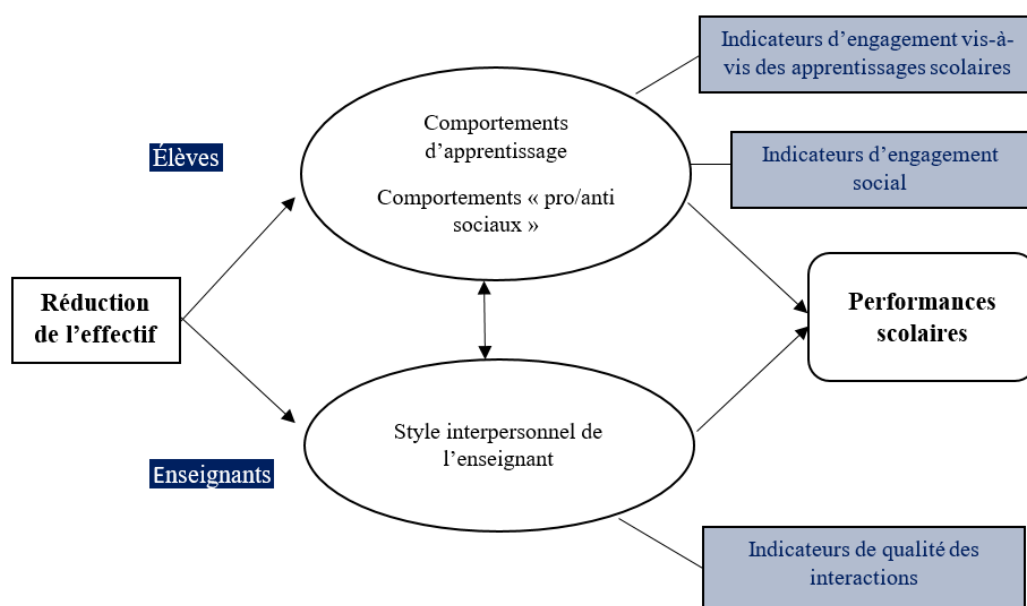 Indicateurs d’engagement vis-à-
vis des apprentissages scolaires
Élèves
Comportements
d’apprentissage
Comportements « pro/anti
sociaux »
Indicateurs d’engagement
social
Réduction
de l’effectif
Performances
scolaires
Style interpersonnel de
l’enseignant
Enseignants
Indicateurs de qualité des
interactions